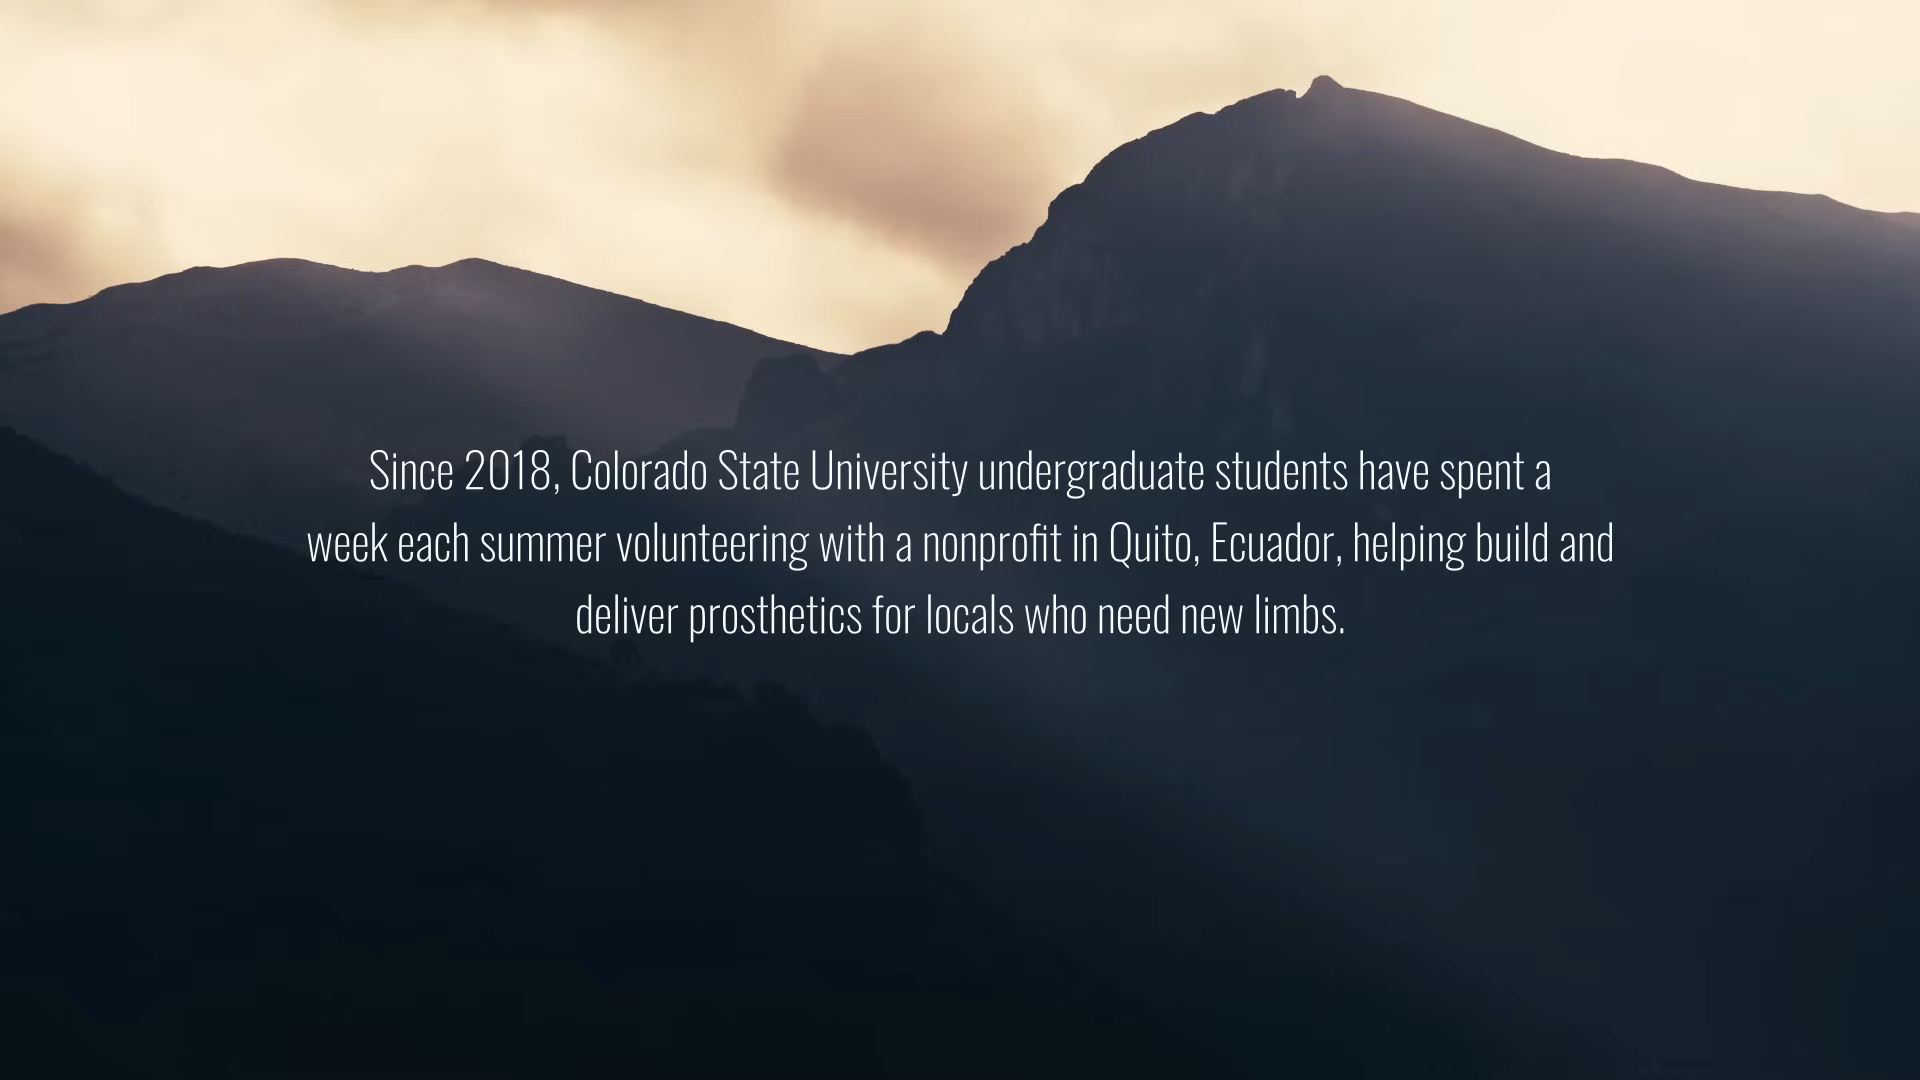 Since 2018, Colorado State University undergraduate students have spent a
week each summer volunteering with a nonprofit in Quito, Ecuador, helping build and
deliver prosthetics for locals who need new limbs.